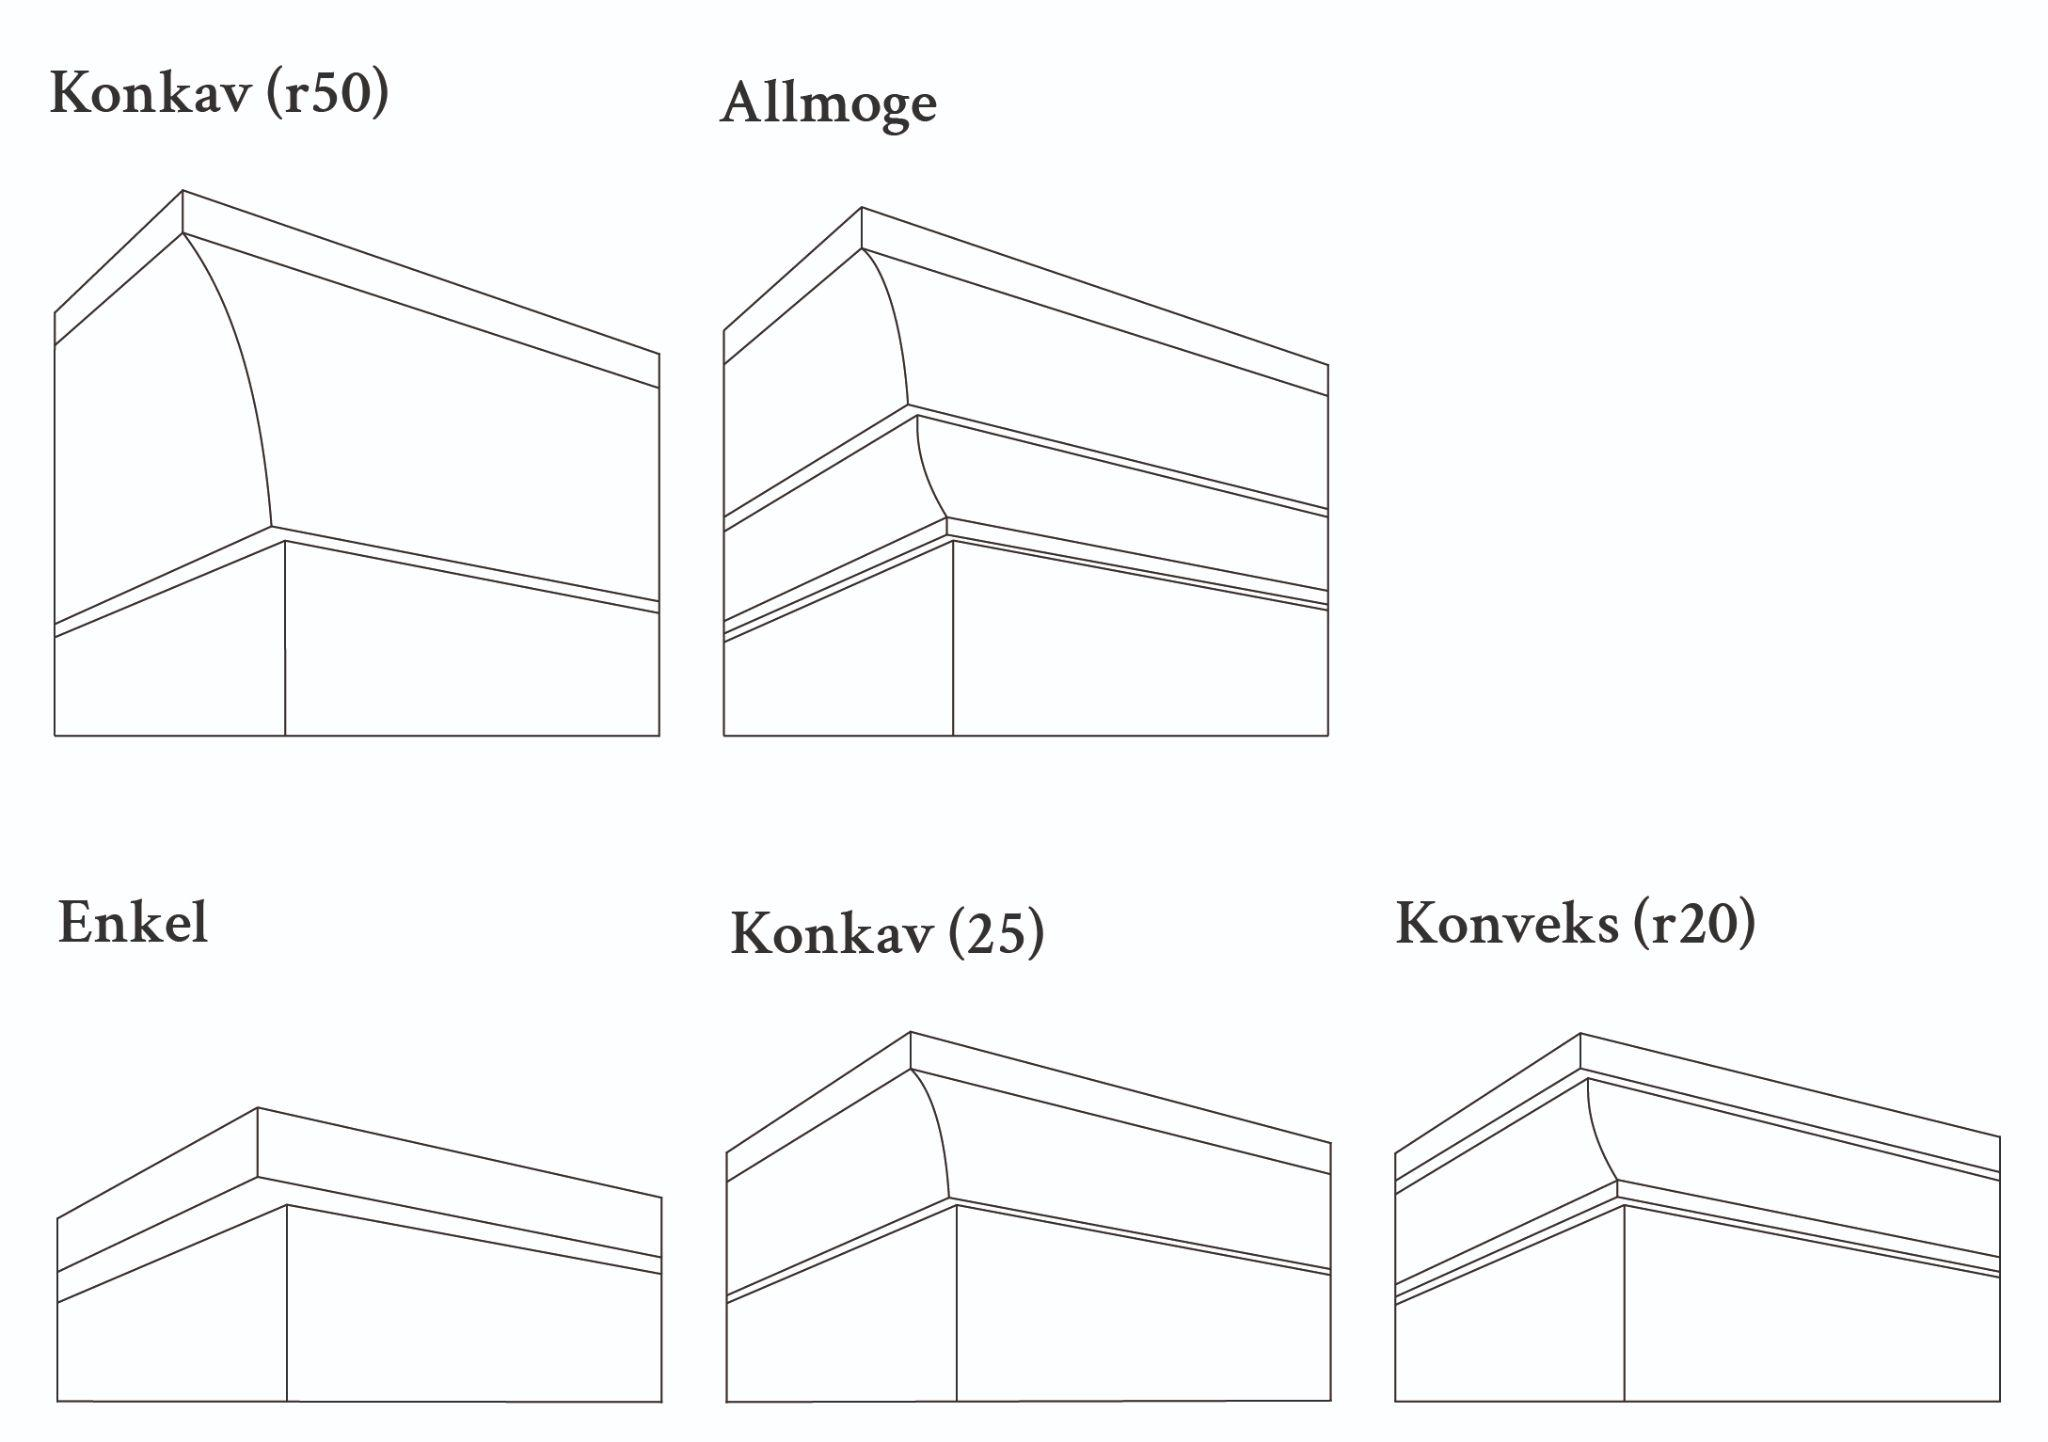 Konkav (r50)
Allmoge
Enkel
Konkav (25)
Konveks (r20)